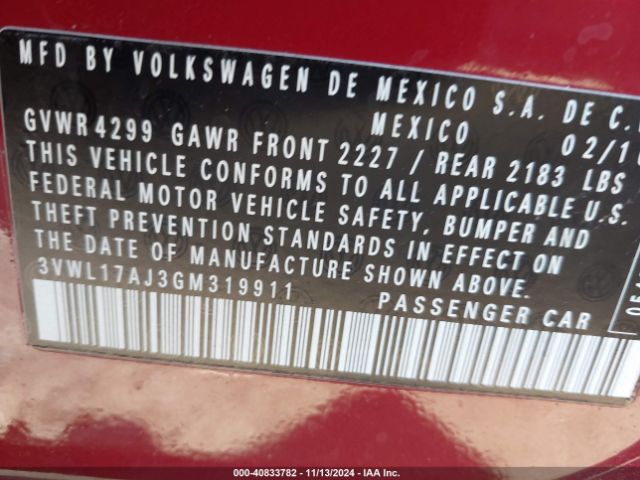 MFD BY VOLKSWAGEN DE MEXICO S.A. DE C.
MEXICO 02/1
GVWR 4299 GAWR FRONT 2227 / REAR 2183 LBS
THIS VEHICLE CONFORMS TO ALL APPLICABLE U.S.
FEDERAL MOTOR VEHICLE SAFETY, BUMPER AND
THEFT PREVENTION STANDARDS IN EFFECT ON
THE DATE OF MANUFACTURE SHOWN ABOVE.
3VWL17AJ3GM319911 PASSENGER CAR
000-40833782 - 11/13/2024 - IAA Inc.